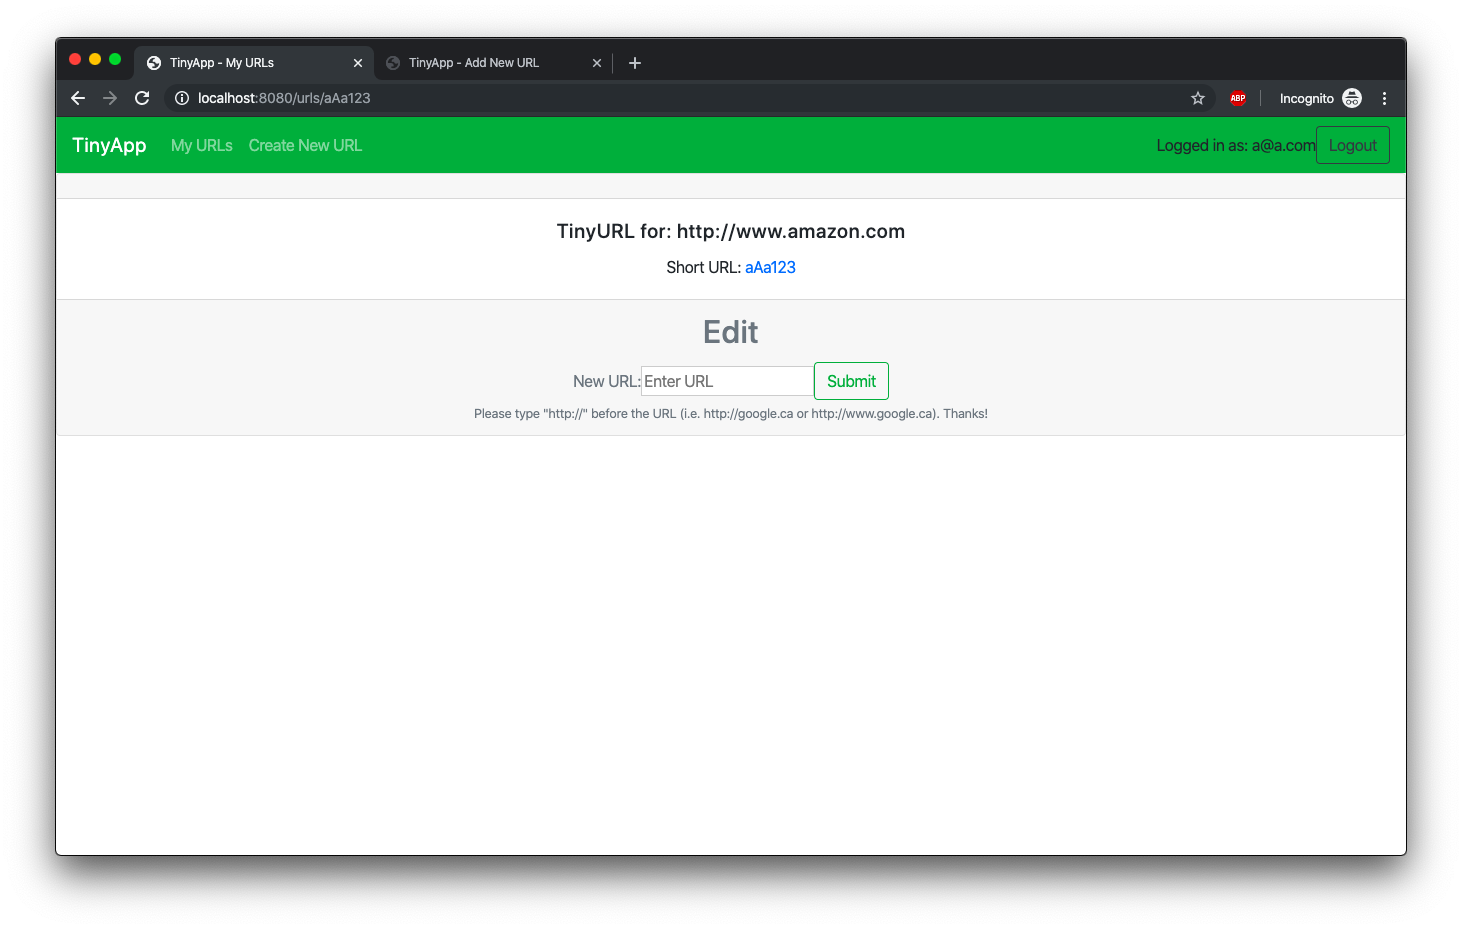 TinyApp - My URLs
TinyApp - Add New URL
localhost:8080/urls/aAa123
ABP
Incognito
TinyApp My URLs Create New URL Logged in as: a@a.com Logout
TinyURL for: http://www.amazon.com
Short URL: aAa123
Edit
New URL: Enter URL Submit
Please type "http://" before the URL (i.e. http://google.ca or http://www.google.ca). Thanks!